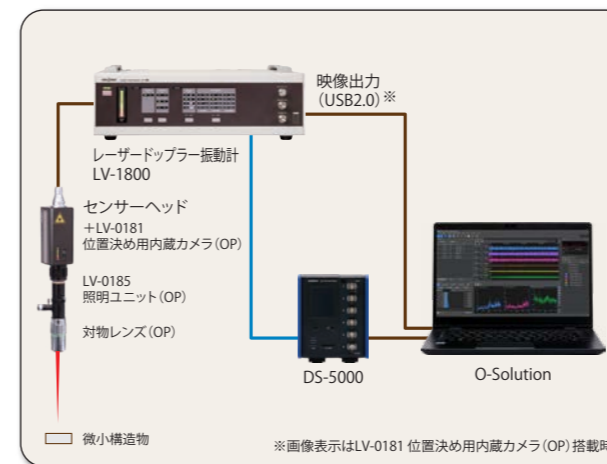 映像出力
（USB2.0）※
レーザードップラー振動計
LV-1800
センサーヘッド
＋LV-0181
位置決め用内蔵カメラ（OP）
LV-0185
照明ユニット（OP）
対物レンズ（OP）
DS-5000
O-Solution
微小構造物
※画像表示はLV-0181 位置決め用内蔵カメラ（OP）搭載時